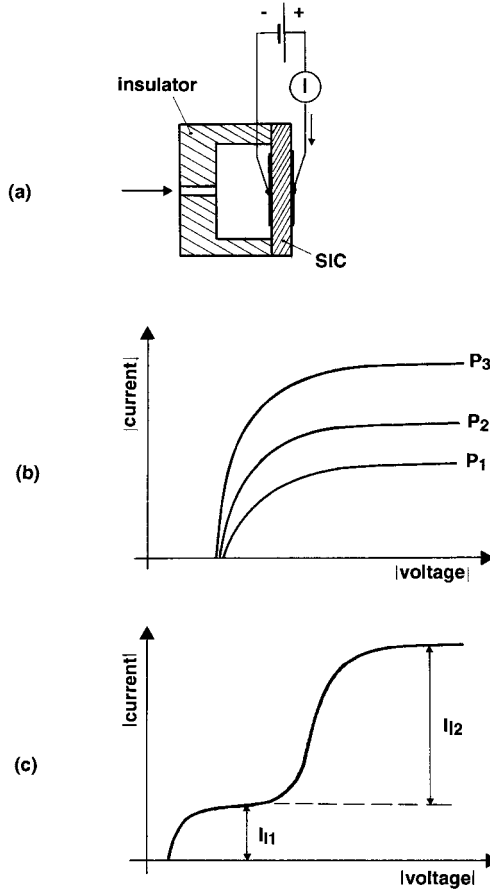 - +
I
insulator
(a)
SIC
|current|
P3
P2
P1
(b)
|voltage|
|current|
Il2
(c)
Il1
|voltage|